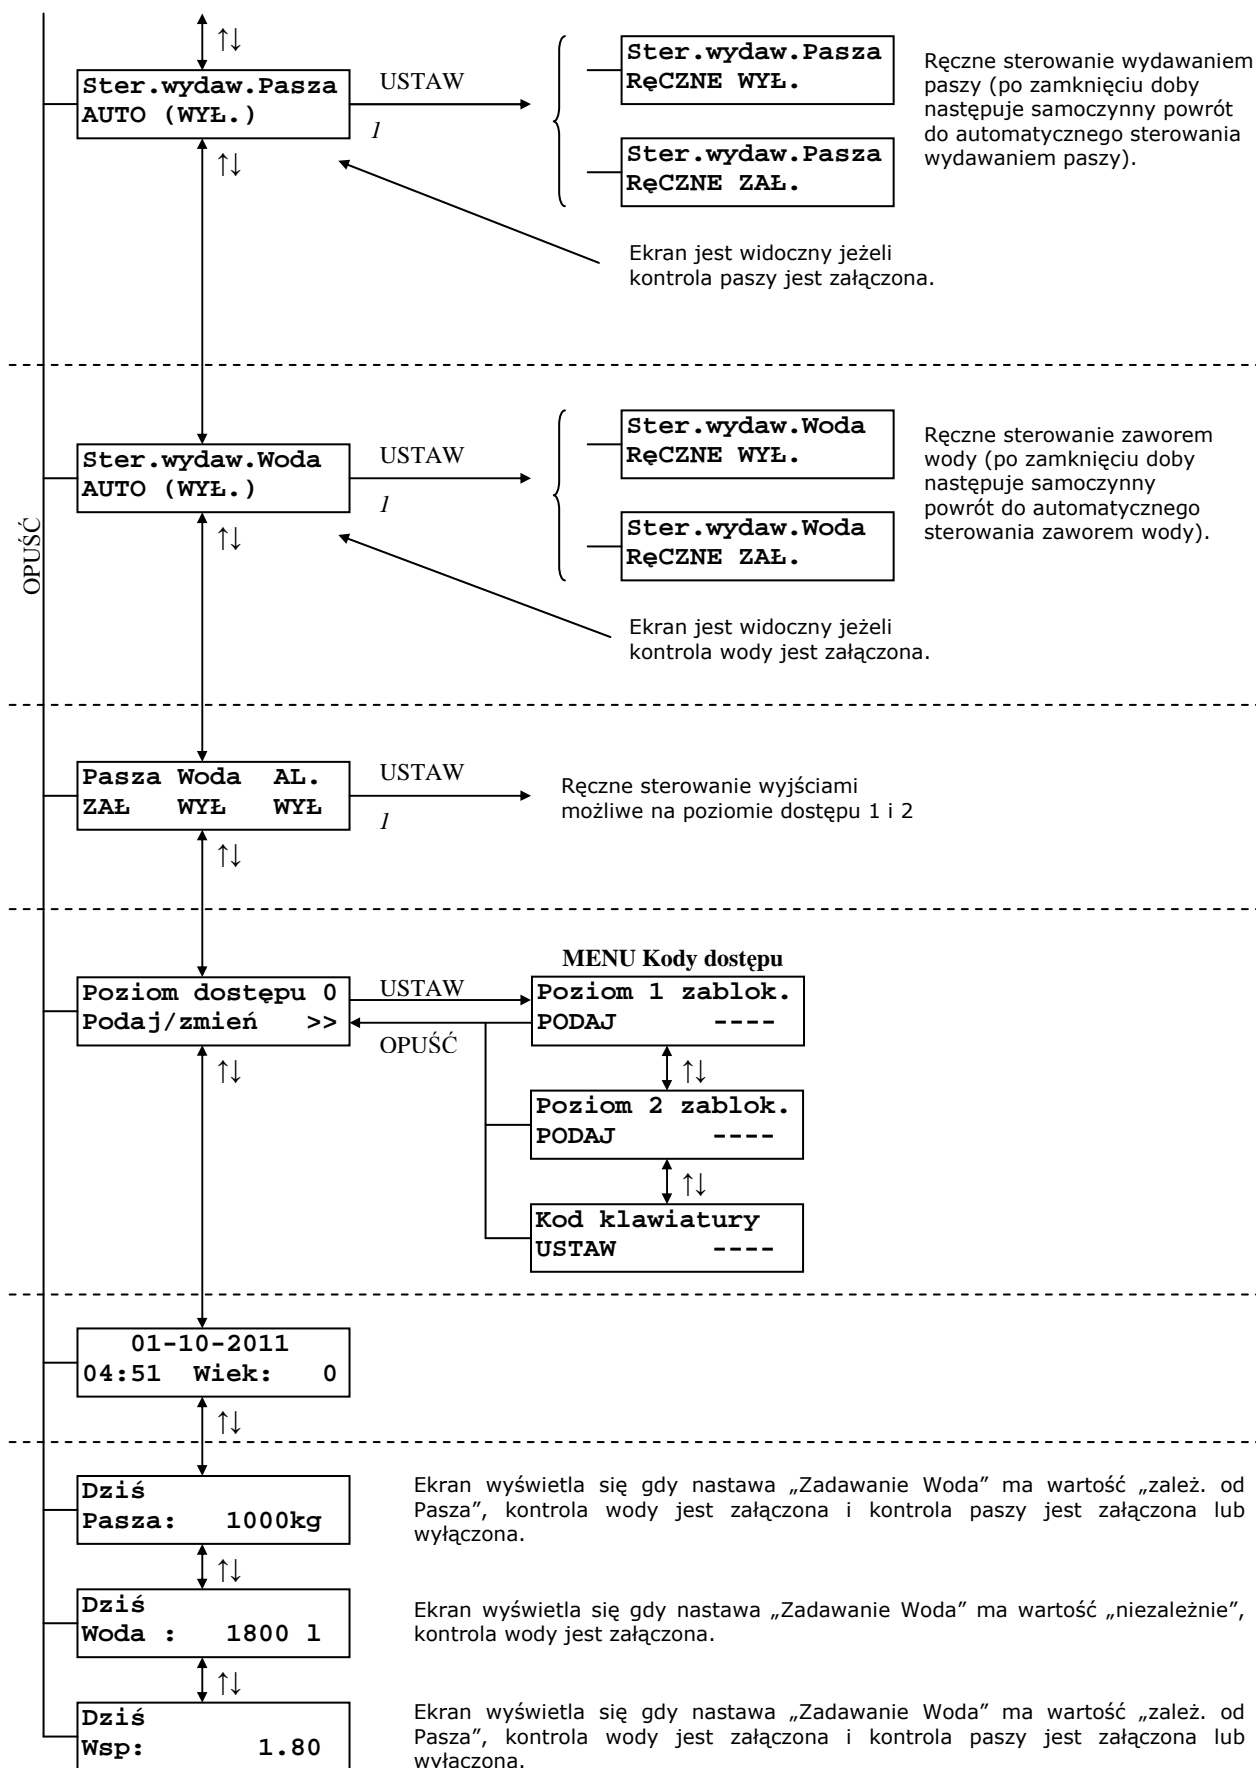 ↑↓
Ster.wydaw.Pasza
AUTO (WYŁ.)
USTAW
1
Ster.wydaw.Pasza
RęCZNE WYŁ.
Ster.wydaw.Pasza
RęCZNE ZAŁ.
Ręczne sterowanie wydawaniem
paszy (po zamknięciu doby
następuje samoczynny powrót
do automatycznego sterowania
wydawaniem paszy).
↑↓
Ekran jest widoczny jeżeli
kontrola paszy jest załączona.
Ster.wydaw.Woda
AUTO (WYŁ.)
USTAW
1
Ster.wydaw.Woda
RęCZNE WYŁ.
Ster.wydaw.Woda
RęCZNE ZAŁ.
Ręczne sterowanie zaworem
wody (po zamknięciu doby
następuje samoczynny
powrót do automatycznego
sterowania zaworem wody).
OPUŚĆ
↑↓
Ekran jest widoczny jeżeli
kontrola wody jest załączona.
Pasza Woda AL.
ZAŁ WYŁ WYŁ
USTAW
1
Ręczne sterowanie wyjściami
możliwe na poziomie dostępu 1 i 2
↑↓
MENU Kody dostępu
Poziom dostępu 0
Podaj/zmień >>
USTAW
OPUŚĆ
Poziom 1 zablok.
PODAJ ----
↑↓
↑↓
Poziom 2 zablok.
PODAJ ----
↑↓
Kod klawiatury
USTAW ----
01-10-2011
04:51 Wiek: 0
↑↓
Dziś
Pasza: 1000kg
Ekran wyświetla się gdy nastawa „Zadawanie Woda” ma wartość „zależ. od
Pasza”, kontrola wody jest załączona i kontrola paszy jest załączona lub
wyłączona.
↑↓
Dziś
Woda : 1800 l
Ekran wyświetla się gdy nastawa „Zadawanie Woda” ma wartość „niezależnie”,
kontrola wody jest załączona.
↑↓
Dziś
Wsp: 1.80
Ekran wyświetla się gdy nastawa „Zadawanie Woda” ma wartość „zależ. od
Pasza”, kontrola wody jest załączona i kontrola paszy jest załączona lub
wyłączona.